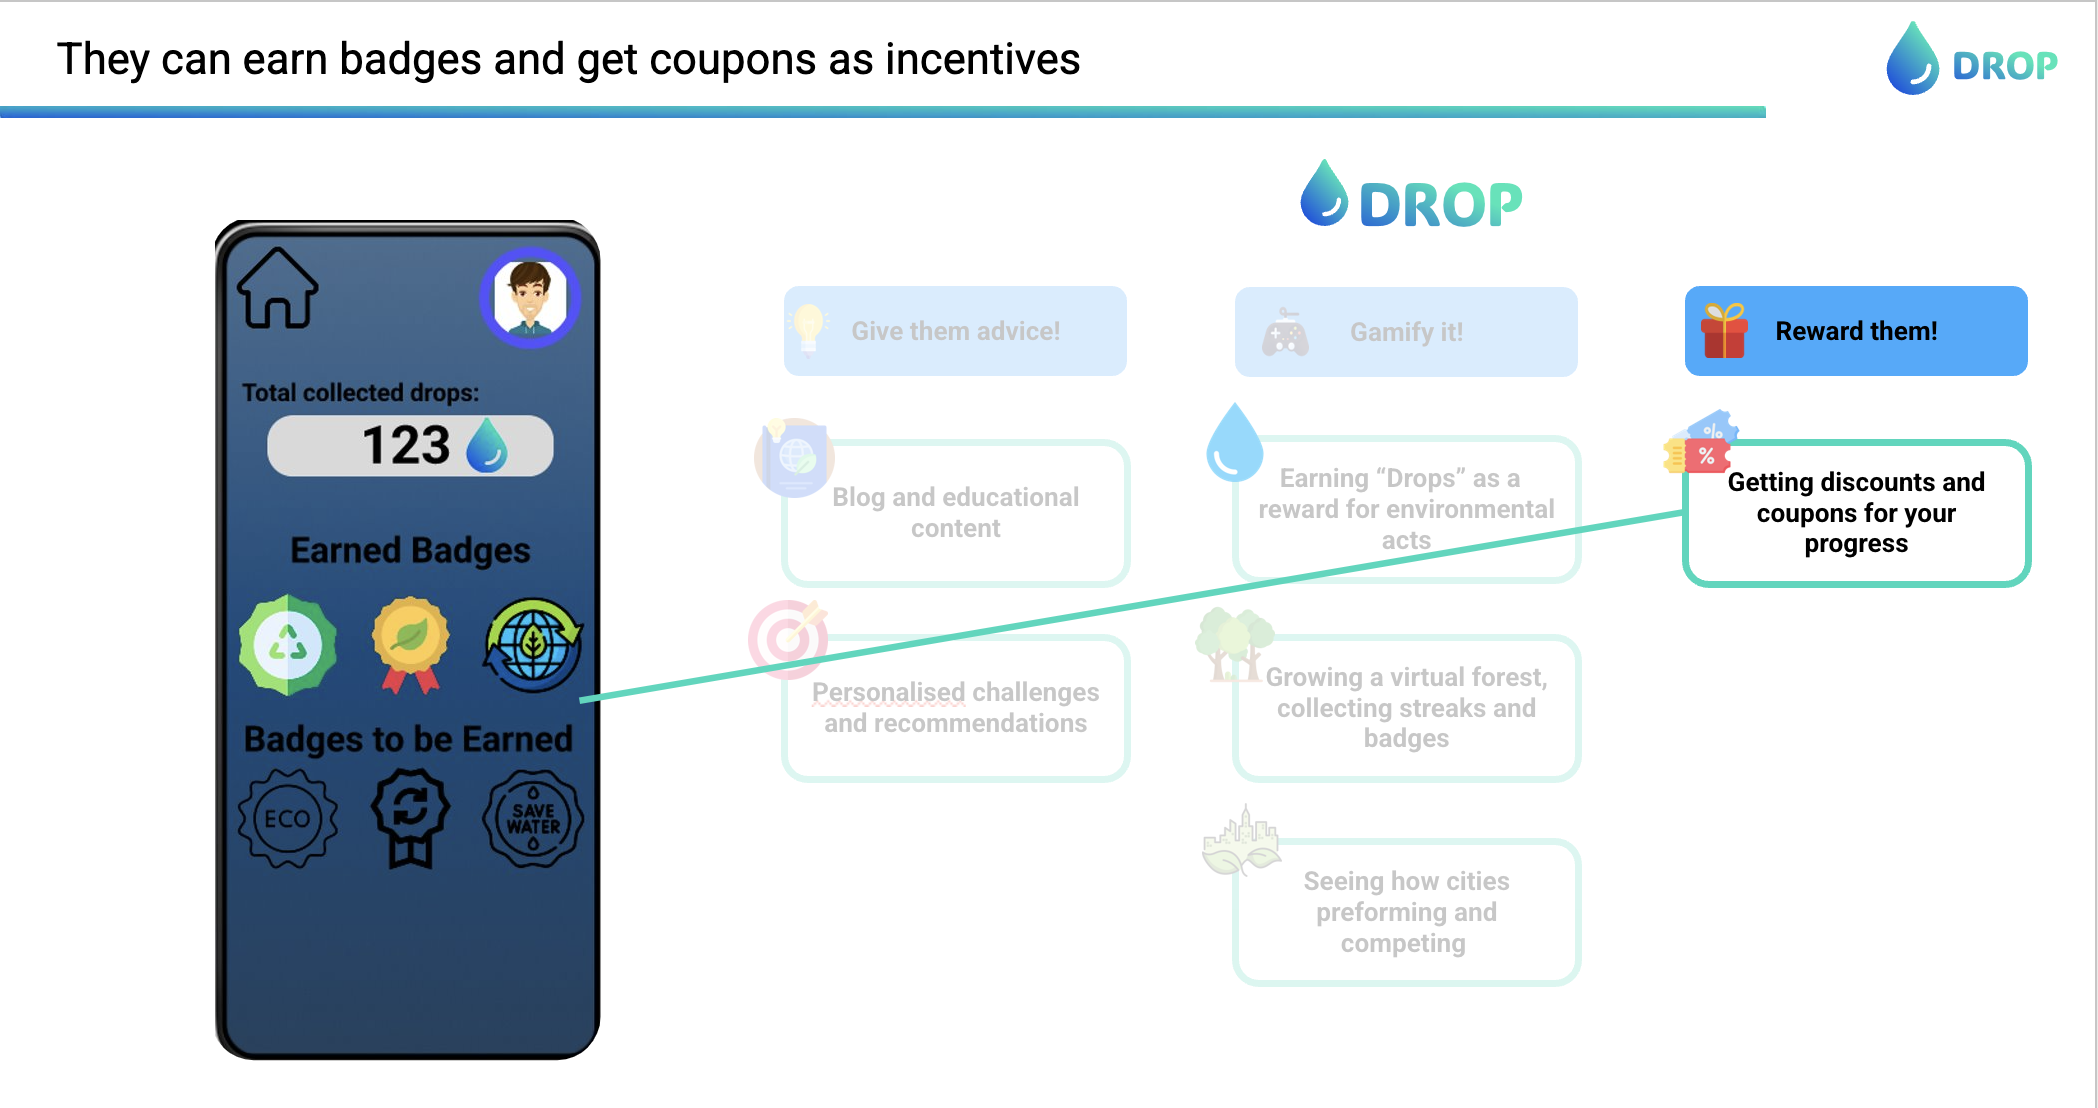 They can earn badges and get coupons as incentives
DROP
DROP
Total collected drops:
123
Earned Badges
Badges to be Earned
ECO
SAVE
WATER
Give them advice!
Blog and educational
content
Personalised challenges
and recommendations
Gamify it!
Earning “Drops” as a
reward for environmental
acts
Growing a virtual forest,
collecting streaks and
badges
Seeing how cities
preforming and
competing
Reward them!
%
%
Getting discounts and
coupons for your
progress